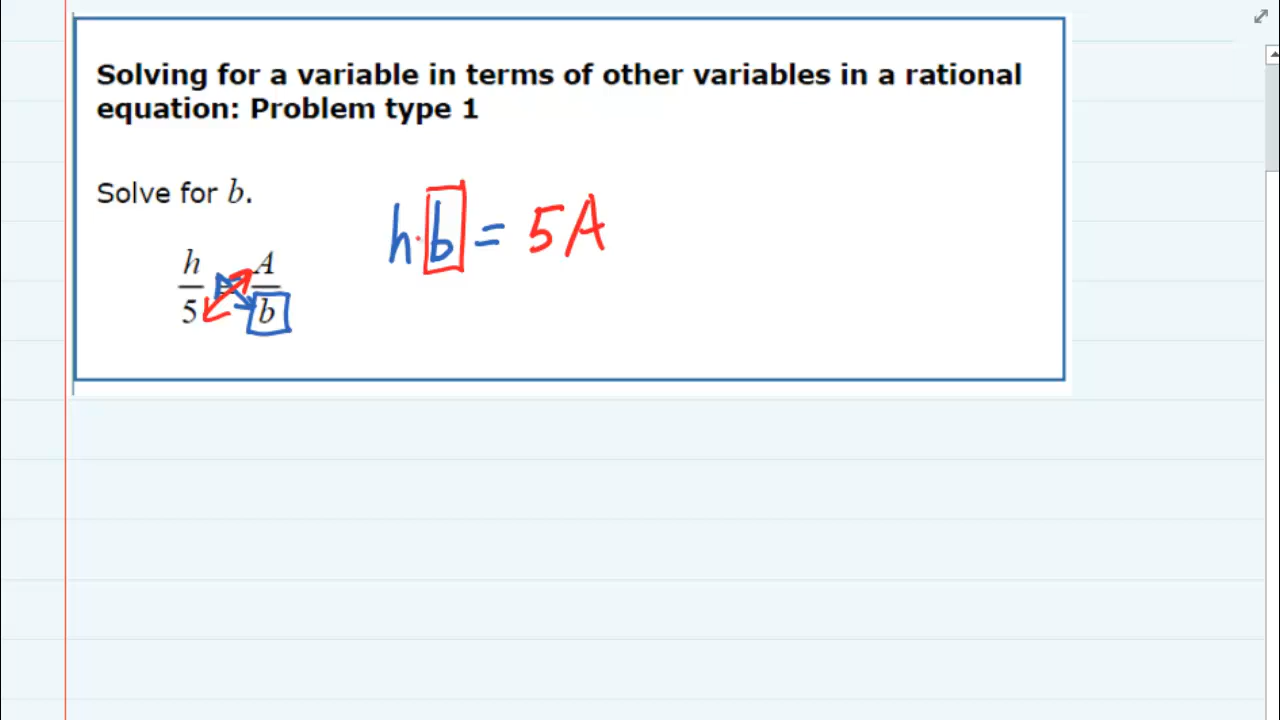 Solving for a variable in terms of other variables in a rational
equation: Problem type 1
Solve for b.
h·b = 5A
h/5 = A/b